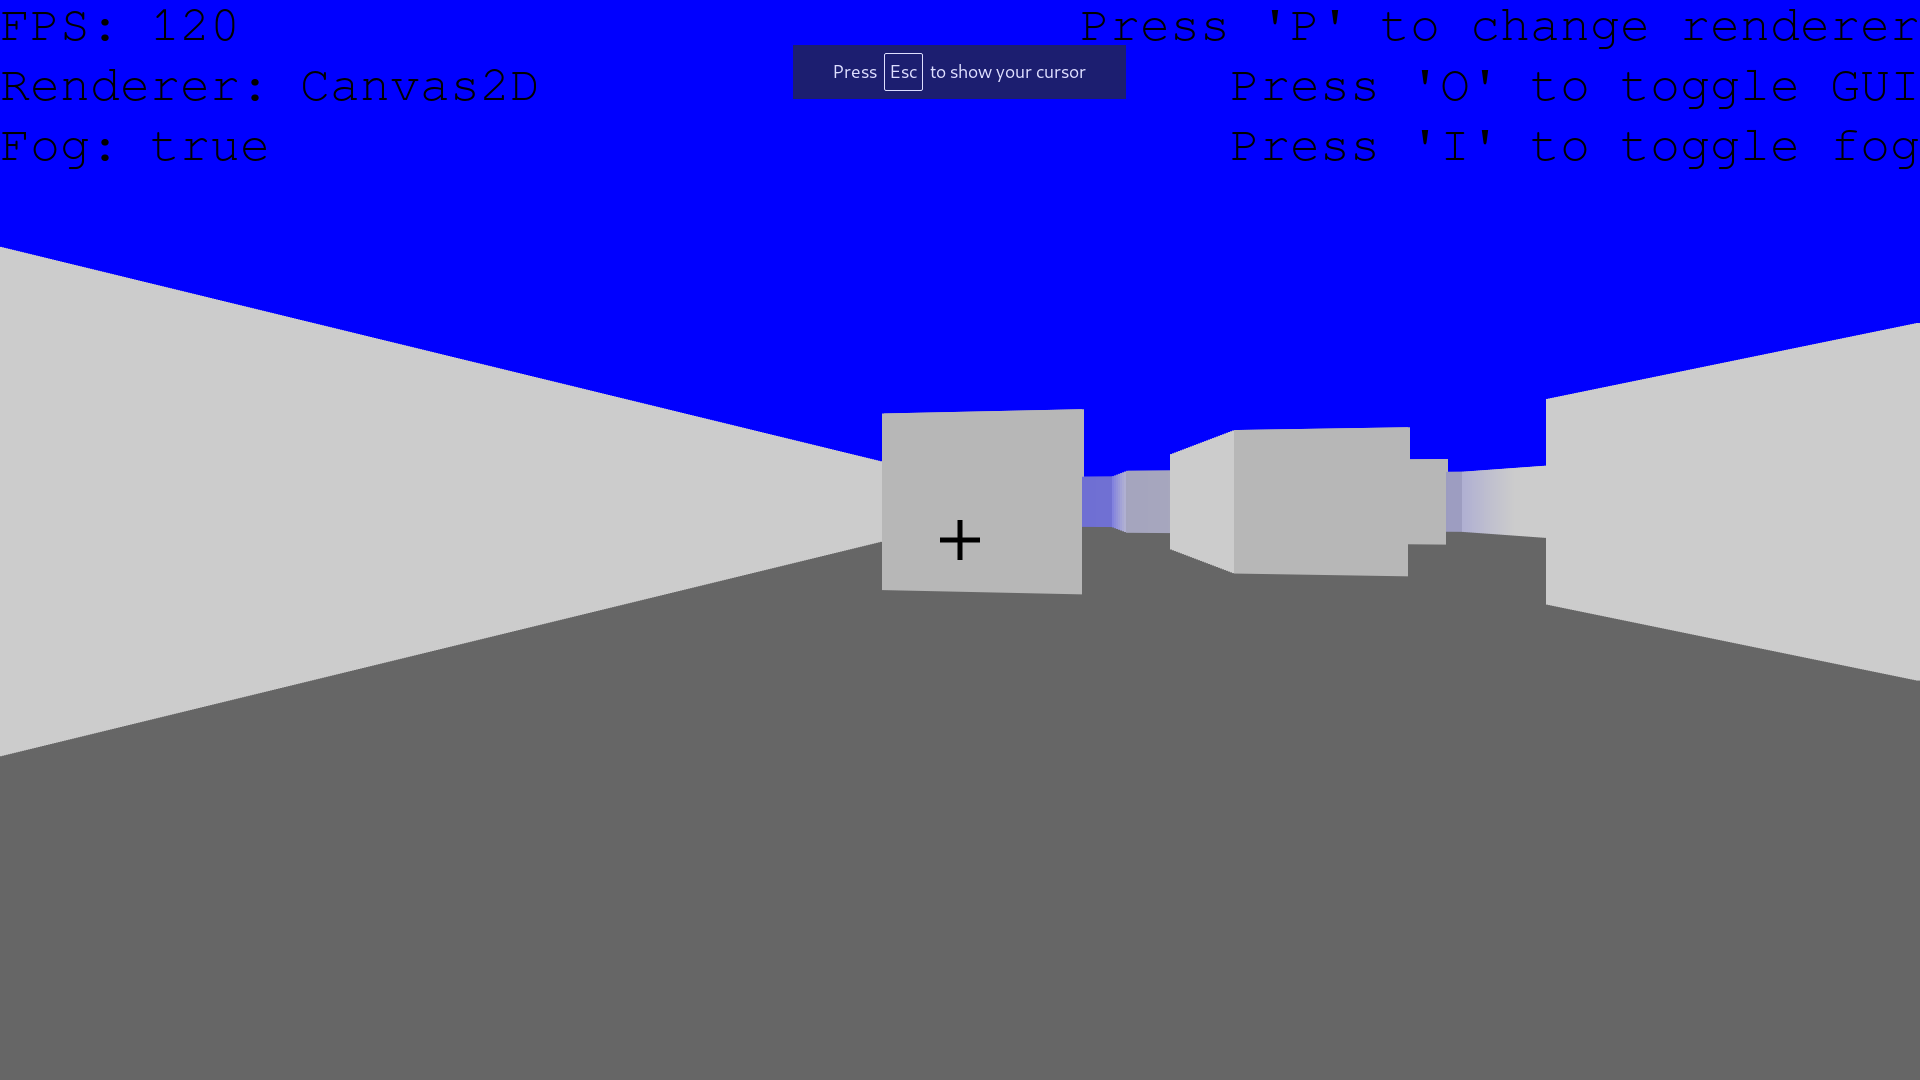 FPS: 120
Renderer: Canvas2D
Fog: true
Press Esc to show your cursor
Press 'P' to change renderer
Press 'O' to toggle GUI
Press 'I' to toggle fog